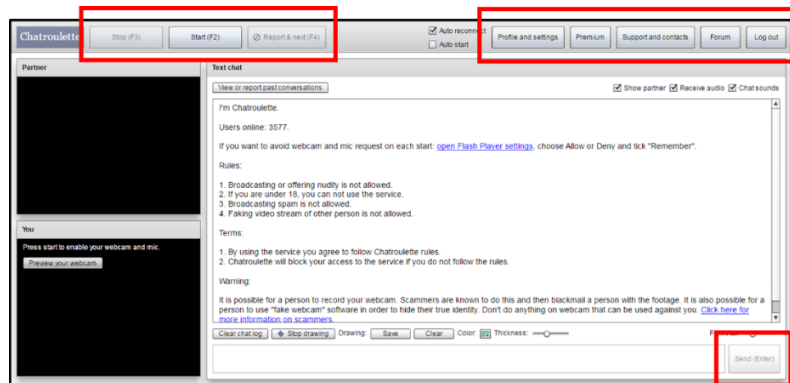 Chatroulette
Stop (F3)
Start (F2)
Report & next (F4)
Auto reconnect
Auto start
Profile and settings
Premium
Support and contacts
Forum
Log out
Partner
Text chat
View or report past conversations
Show partner
Receive audio
Chat sounds
I'm Chatroulette.
Users online: 3577.
If you want to avoid webcam and mic request on each start: open Flash Player settings, choose Allow or Deny and tick "Remember".
Rules:
1. Broadcasting or offering nudity is not allowed.
2. If you are under 18, you can not use the service.
3. Broadcasting spam is not allowed.
4. Faking video stream of other person is not allowed.
Terms:
1. By using the service you agree to follow Chatroulette rules.
2. Chatroulette will block your access to the service if you do not follow the rules.
Warning:
It is possible for a person to record your webcam. Scammers are known to do this and then blackmail a person with the footage. It is also possible for a
person to use "fake webcam" software in order to hide their true identity. Don't do anything on webcam that can be used against you. Click here for
more information on scammers.
You
Press start to enable your webcam and mic.
Preview your webcam
Clear chat log
Stop drawing
Drawing:
Save
Clear
Color:
Thickness:
Send (Enter)